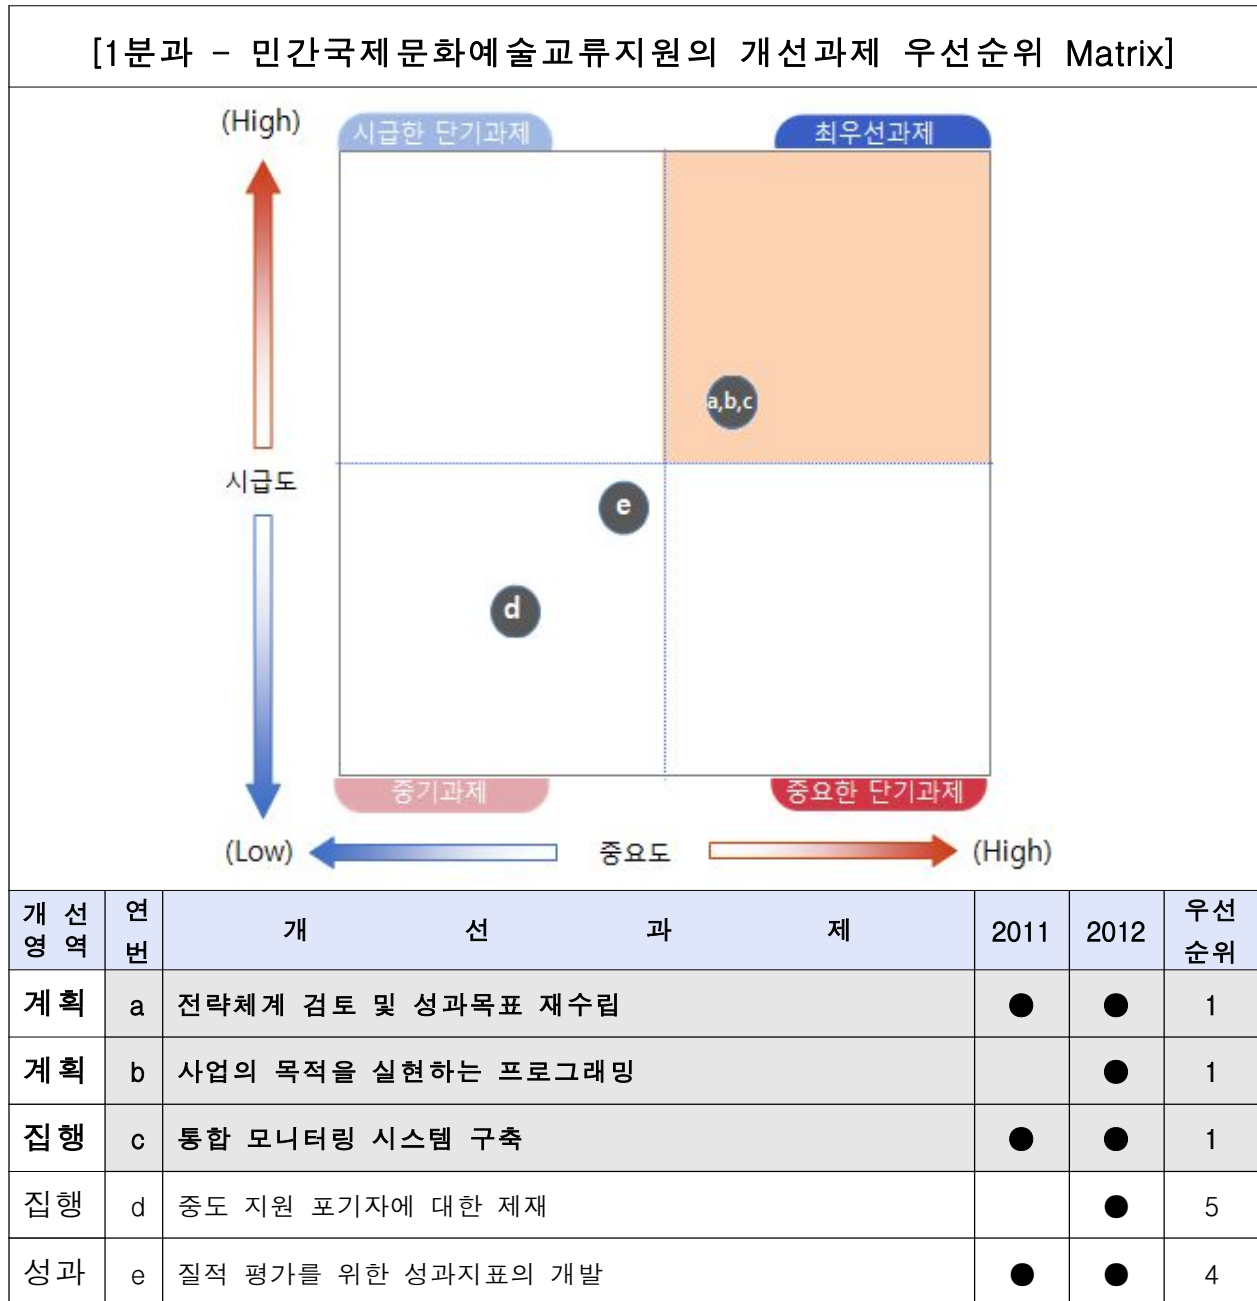 [1분과 – 민간국제문화예술교류지원의 개선과제 우선순위 Matrix]
(High)
시급한 단기과제
최우선과제
a,b,c
시급도
e
d
중기과제
중요한 단기과제
(Low)
중요도
(High)
개 선 영 역 연 번 개 선 과 제 2011 2012 우선 순위
계획 a 전략체계 검토 및 성과목표 재수립 ● ● 1
계획 b 사업의 목적을 실현하는 프로그래밍 ● 1
집행 c 통합 모니터링 시스템 구축 ● ● 1
집행 d 중도 지원 포기자에 대한 제재 ● 5
성과 e 질적 평가를 위한 성과지표의 개발 ● ● 4